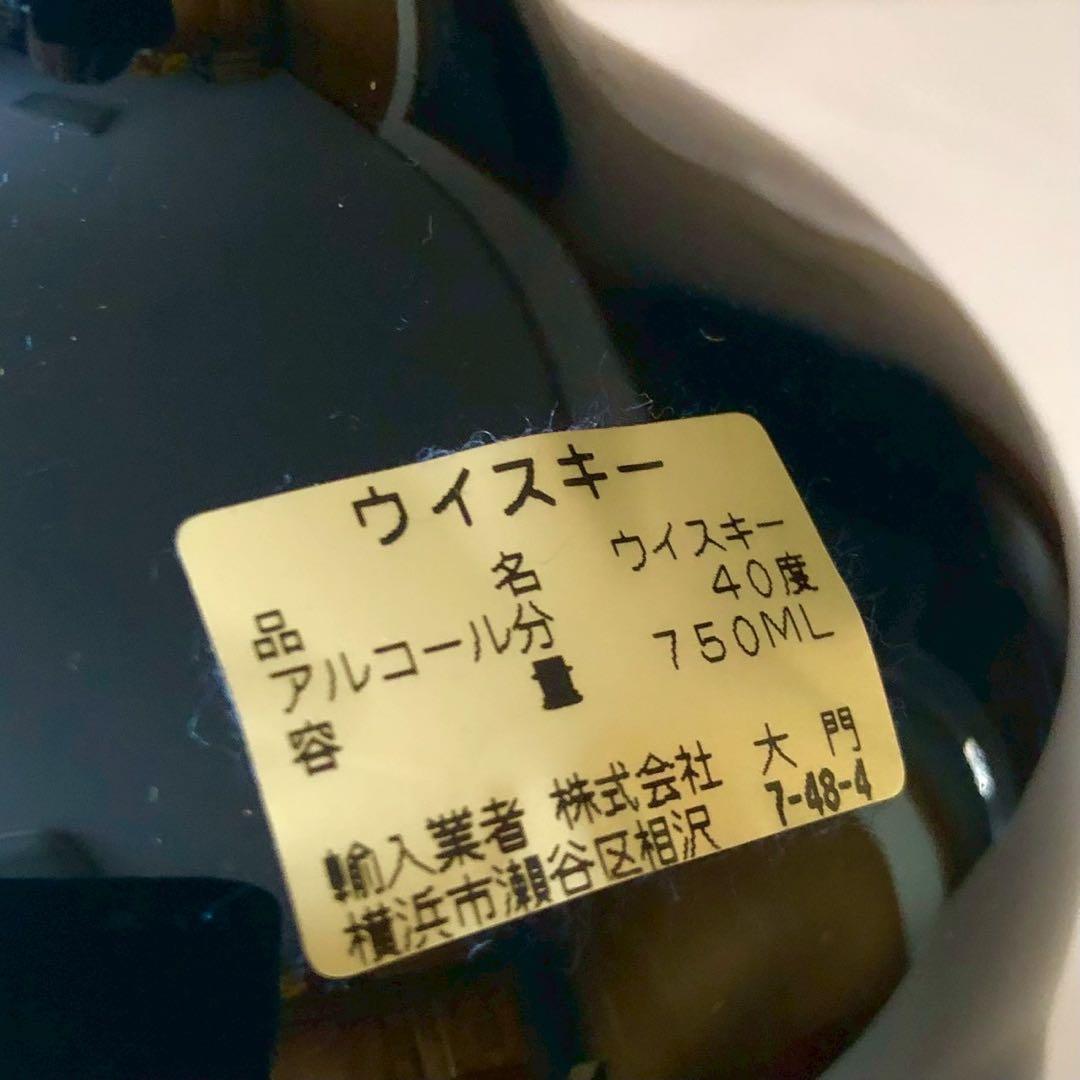 ウイスキー
品名 ウイスキー
アルコール分 40度
容量 750ML
輸入業者 株式会社 大門
横浜市瀬谷区相沢 7-48-4